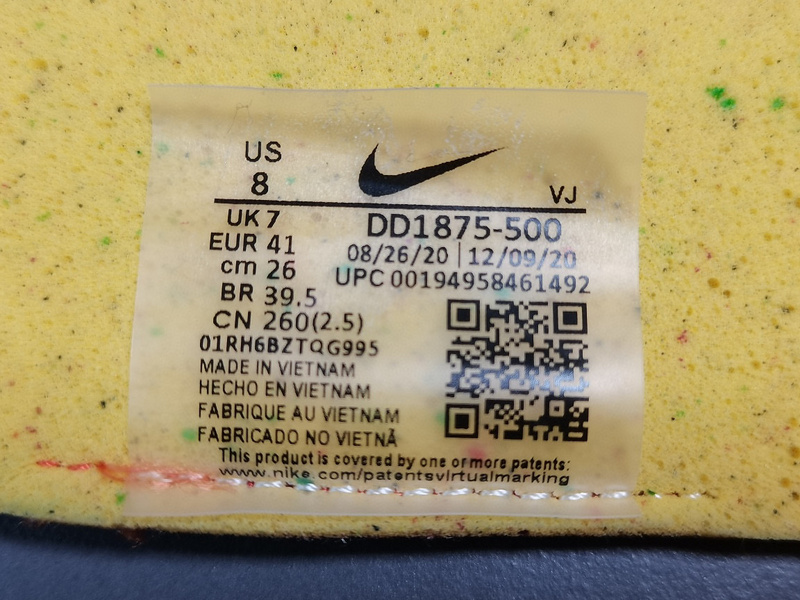 US
8
VJ
UK 7
DD1875-500
EUR 41
08/26/20 | 12/09/20
cm 26
UPC 00194958461492
BR 39.5
CN 260(2.5)
01RH6BZTQG995
MADE IN VIETNAM
HECHO EN VIETNAM
FABRIQUE AU VIETNAM
FABRICADO NO VIETNÃ
This product is covered by one or more patents:
www.nike.com/patentsvirtualmarking